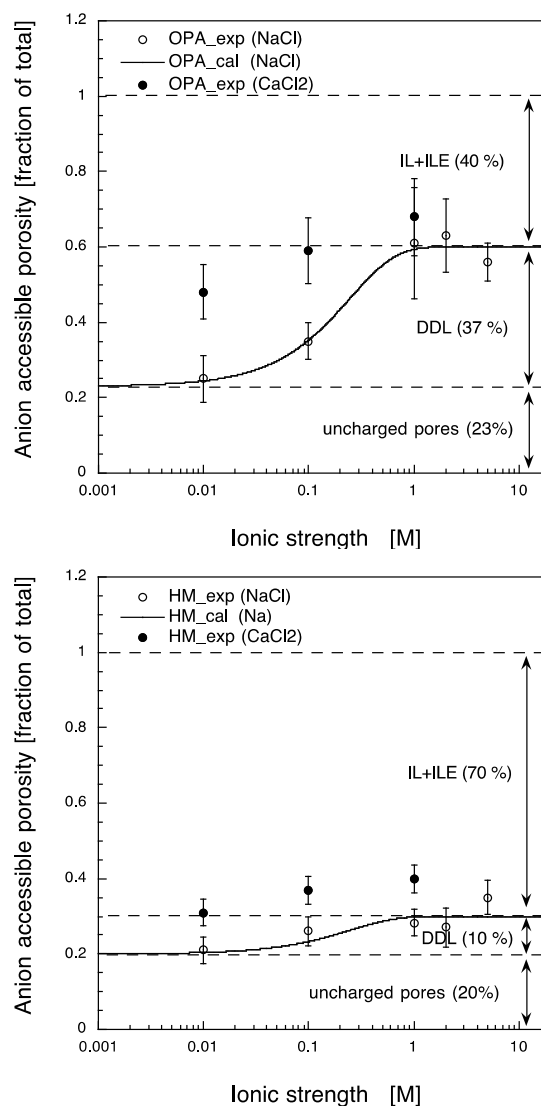 1.2
OPA_exp (NaCl)
OPA_cal (NaCl)
OPA_exp (CaCl2)
1
IL+ILE (40 %)
0.8
0.6
DDL (37 %)
0.4
0.2
uncharged pores (23%)
0
0.001 0.01 0.1 1 10
Anion accessible porosity [fraction of total]
Ionic strength [M]
1.2
HM_exp (NaCl)
HM_cal (Na)
HM_exp (CaCl2)
1
0.8
IL+ILE (70 %)
0.6
0.4
DDL (10 %)
0.2
uncharged pores (20%)
0
0.001 0.01 0.1 1 10
Anion accessible porosity [fraction of total]
Ionic strength [M]